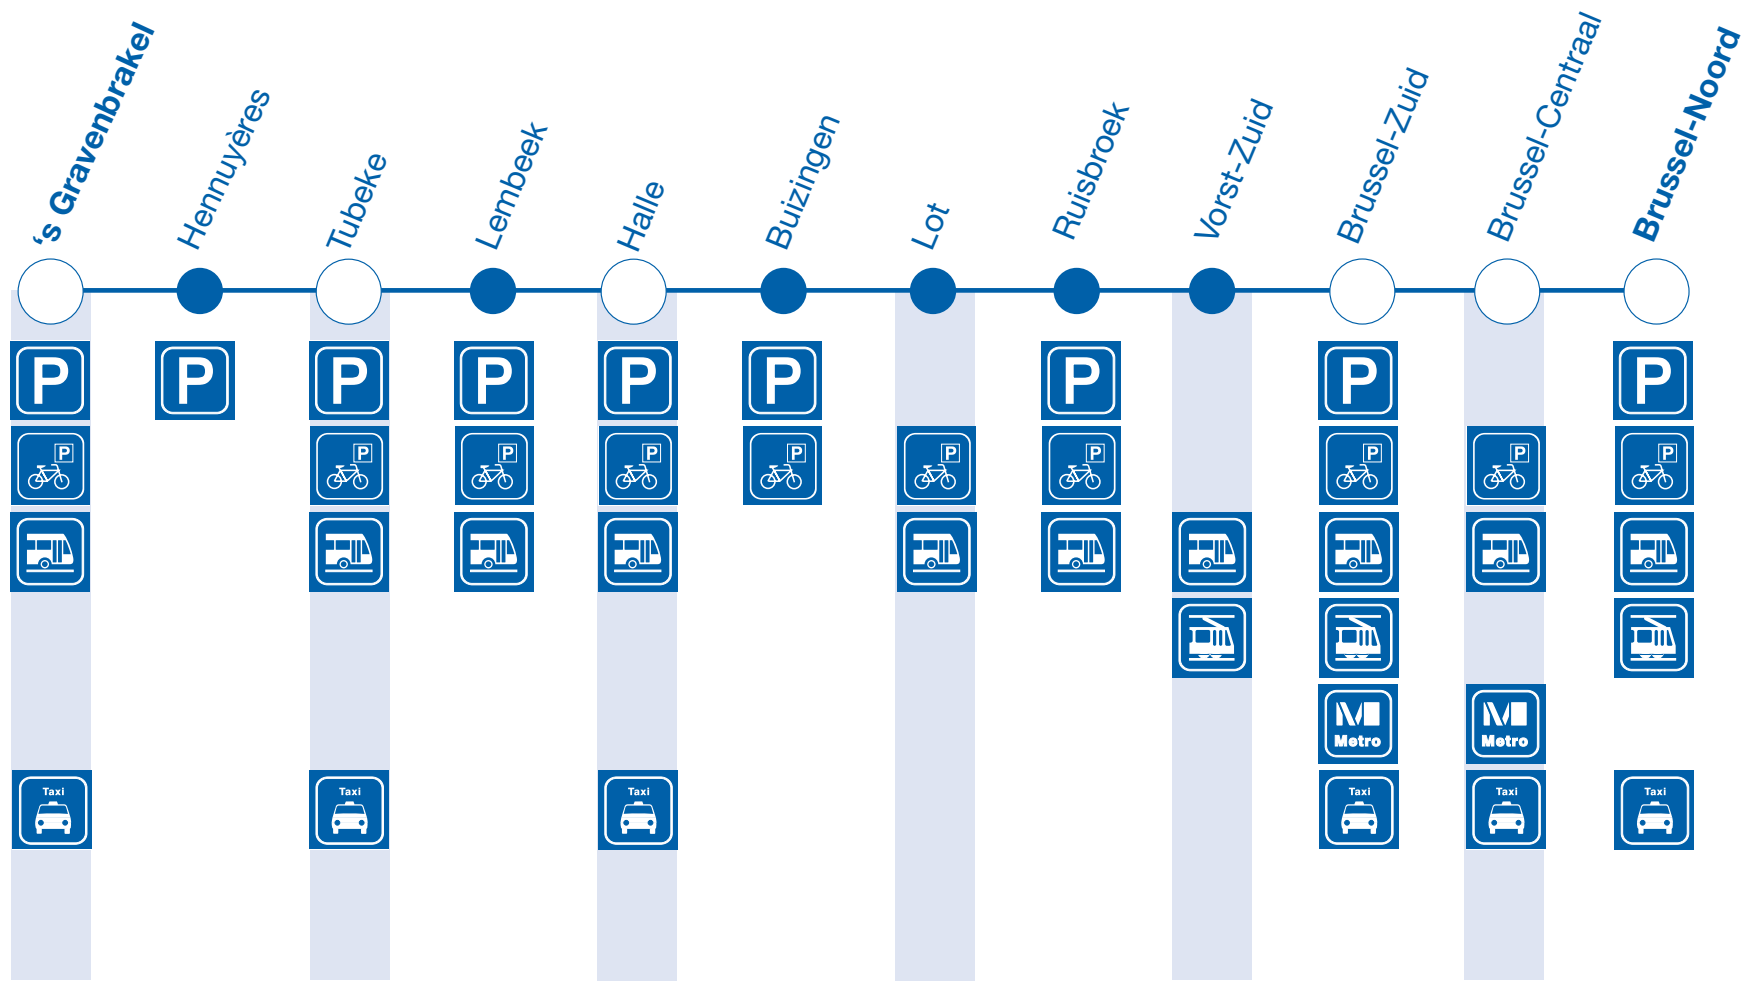 ‘s Gravenbrakel
Hennuyères
Tubeke
Lembeek
Halle
Buizingen
Lot
Ruisbroek
Vorst-Zuid
Brussel-Zuid
Brussel-Centraal
Brussel-Noord
P P P P P P P P P
P P P P P P P P P P
M M
Metro Metro
Taxi Taxi Taxi Taxi Taxi Taxi